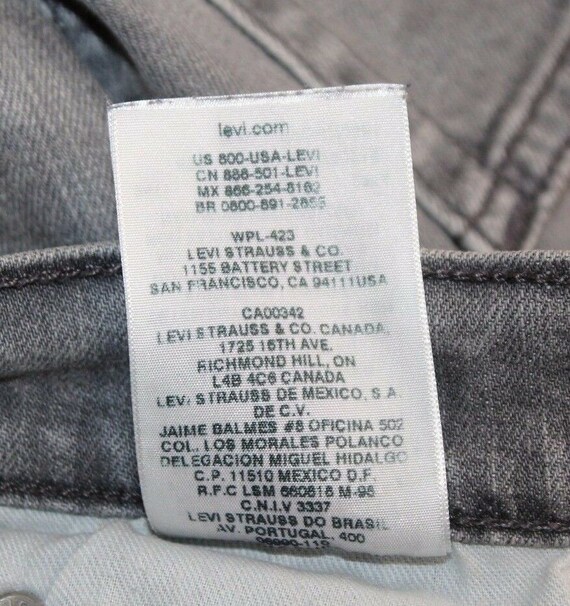 levi.com
US 800-USA-LEVI
CN 888-501-LEVI
MX 866-254-8162
BR 0800-891-2855
WPL-423
LEVI STRAUSS & CO.
1155 BATTERY STREET
SAN FRANCISCO, CA 94111USA
CA00342
LEVI STRAUSS & CO. CANADA,
1725 16TH AVE.
RICHMOND HILL, ON
L4B 4C6 CANADA
LEVI STRAUSS DE MEXICO, S.A.
DE C.V.
JAIME BALMES #8 OFICINA 502
COL. LOS MORALES POLANCO
DELEGACION MIGUEL HIDALGO
C.P. 11510 MEXICO D.F.
R.F.C LSM 660618 M-95
C.N.I.V 3337
LEVI STRAUSS DO BRASIL
AV. PORTUGAL, 400